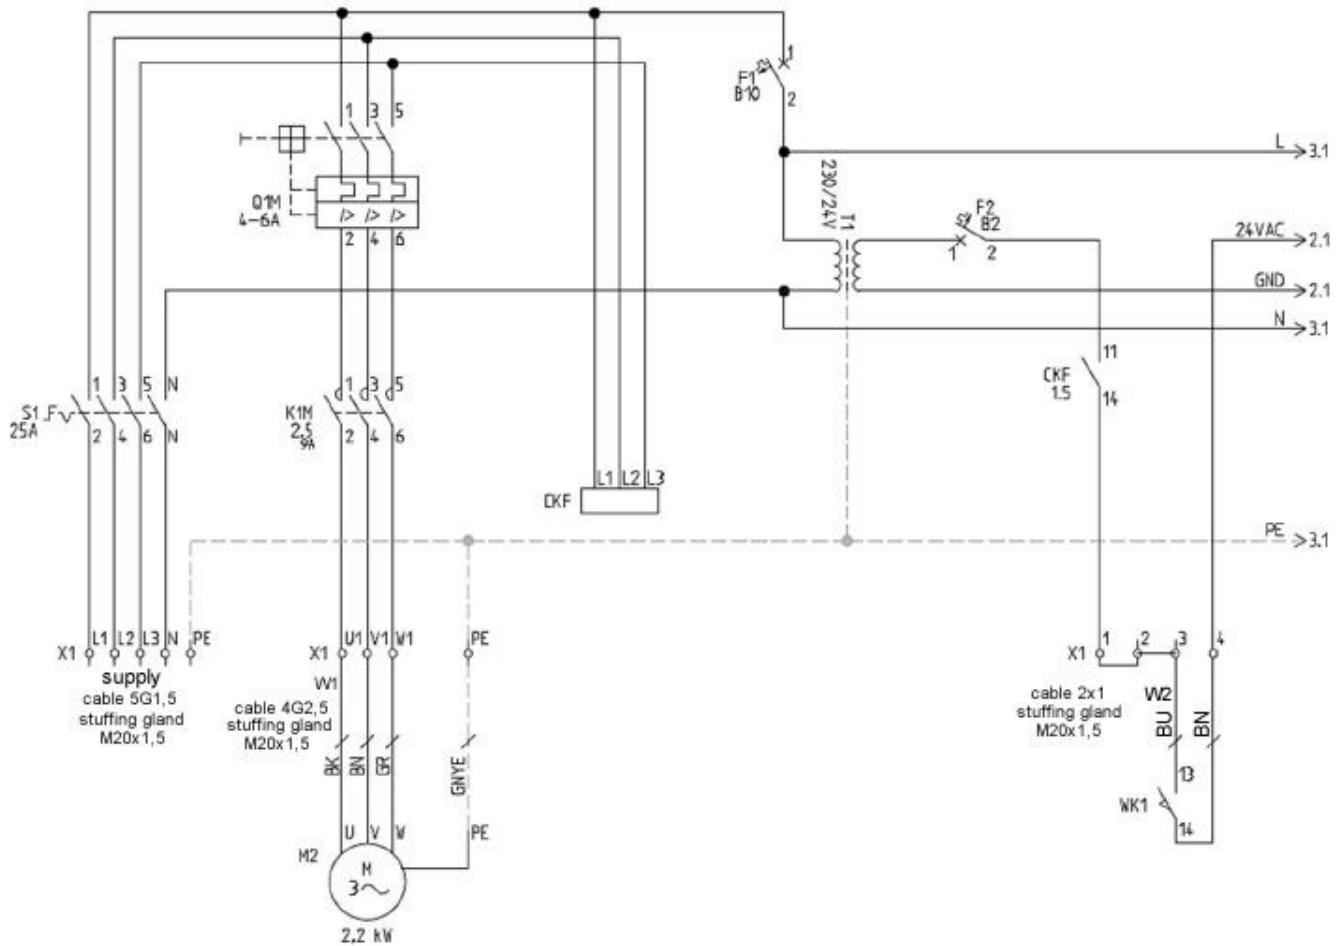 1
F1
B10
2
1 3 5
L 3.1
Q1M
4-6A
2 4 6
230/24V
T1
F2
B2
1 2
24VAC 2.1
GND 2.1
N 3.1
1 3 5 N
S1
25A
2 4 6 N
1 3 5
K1M
2.5
9A
2 4 6
11
CKF
1.5
14
L1 L2 L3
CKF
PE 3.1
X1 L1 L2 L3 N PE
supply
cable 5G1,5
stuffing gland
M20x1,5
X1 U1 V1 W1 PE
W1
cable 4G2,5
stuffing gland
M20x1,5
BK BN GR GNYE
X1 1 2 3 4
cable 2x1
stuffing gland
M20x1,5
W2
BU BN
13
WK1
14
U V W PE
M2
M
3
2,2 kW